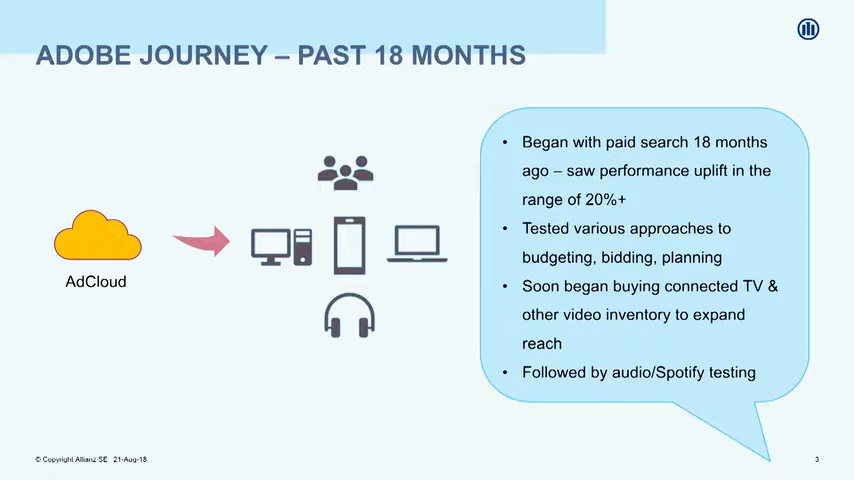 ADOBE JOURNEY – PAST 18 MONTHS
AdCloud
• Began with paid search 18 months
ago – saw performance uplift in the
range of 20%+
• Tested various approaches to
budgeting, bidding, planning
• Soon began buying connected TV &
other video inventory to expand
reach
• Followed by audio/Spotify testing
© Copyright Allianz SE 21-Aug-18
3